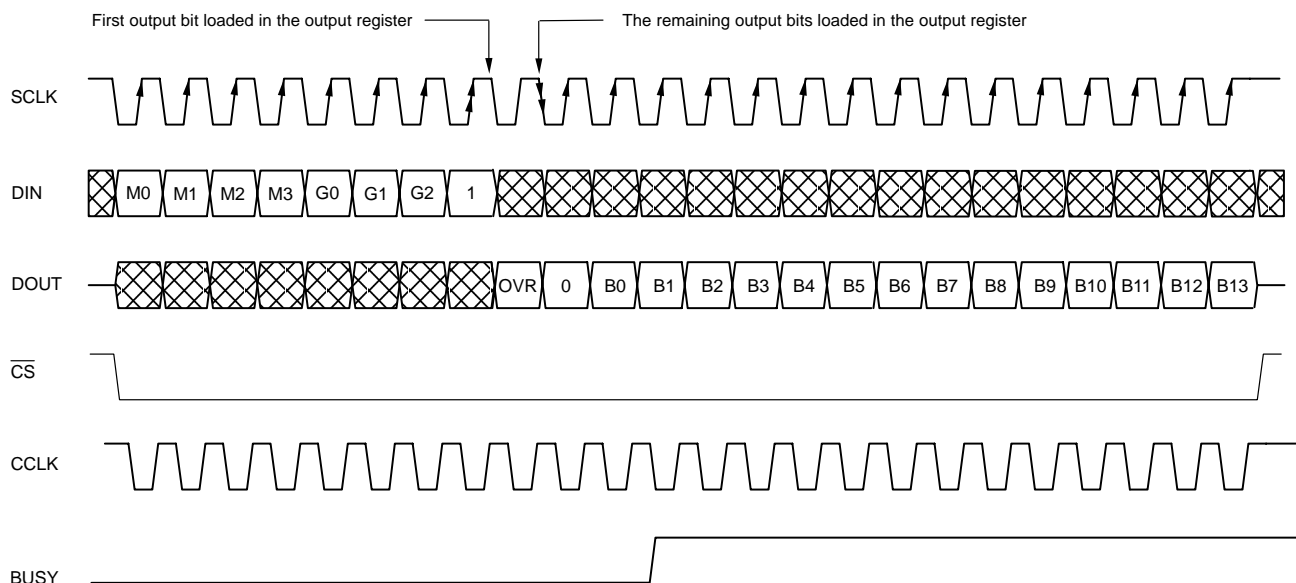 First output bit loaded in the output register
The remaining output bits loaded in the output register
SCLK
DIN M0 M1 M2 M3 G0 G1 G2 1
DOUT OVR 0 B0 B1 B2 B3 B4 B5 B6 B7 B8 B9 B10 B11 B12 B13
CS
CCLK
BUSY